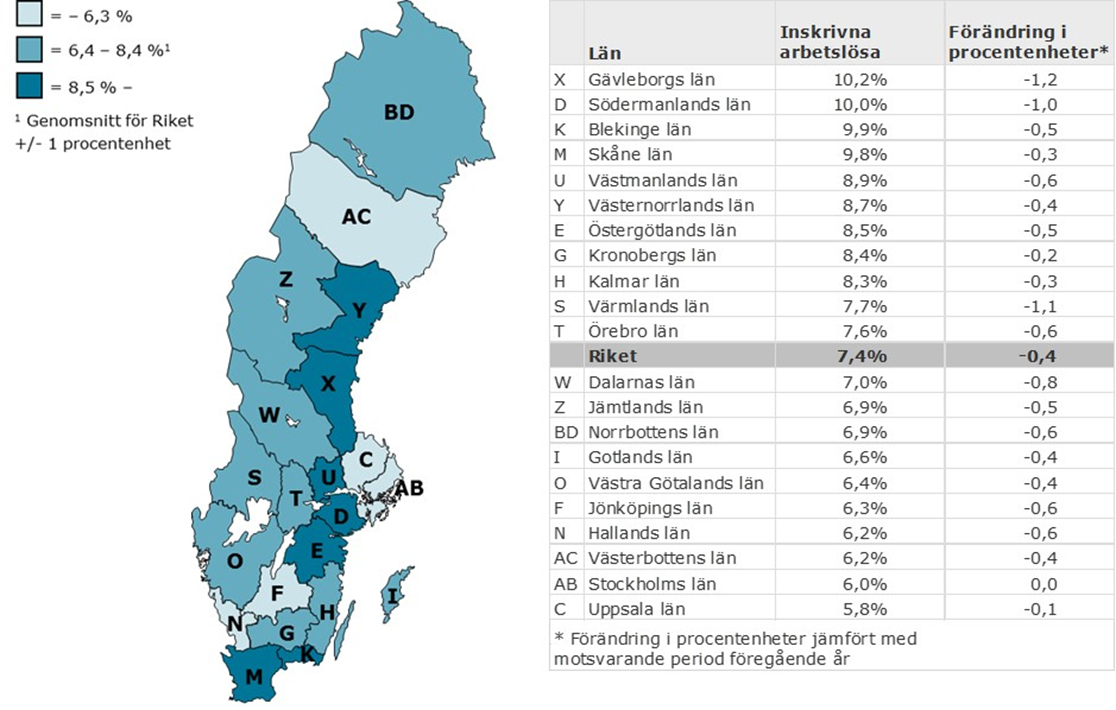 = – 6,3 %
= 6,4 – 8,4 %¹
= 8,5 % –
¹ Genomsnitt för Riket
+/- 1 procentenhet
BD
AC
Z
Y
X
W
C
U
S
AB
T
D
E
O
F
I
H
N
G
K
M
Län Inskrivna arbetslösa Förändring i procentenheter*
X Gävleborgs län 10,2% -1,2
D Södermanlands län 10,0% -1,0
K Blekinge län 9,9% -0,5
M Skåne län 9,8% -0,3
U Västmanlands län 8,9% -0,6
Y Västernorrlands län 8,7% -0,4
E Östergötlands län 8,5% -0,5
G Kronobergs län 8,4% -0,2
H Kalmar län 8,3% -0,3
S Värmlands län 7,7% -1,1
T Örebro län 7,6% -0,6
Riket 7,4% -0,4
W Dalarnas län 7,0% -0,8
Z Jämtlands län 6,9% -0,5
BD Norrbottens län 6,9% -0,6
I Gotlands län 6,6% -0,4
O Västra Götalands län 6,4% -0,4
F Jönköpings län 6,3% -0,6
N Hallands län 6,2% -0,6
AC Västerbottens län 6,2% -0,4
AB Stockholms län 6,0% 0,0
C Uppsala län 5,8% -0,1
* Förändring i procentenheter jämfört med
motsvarande period föregående år